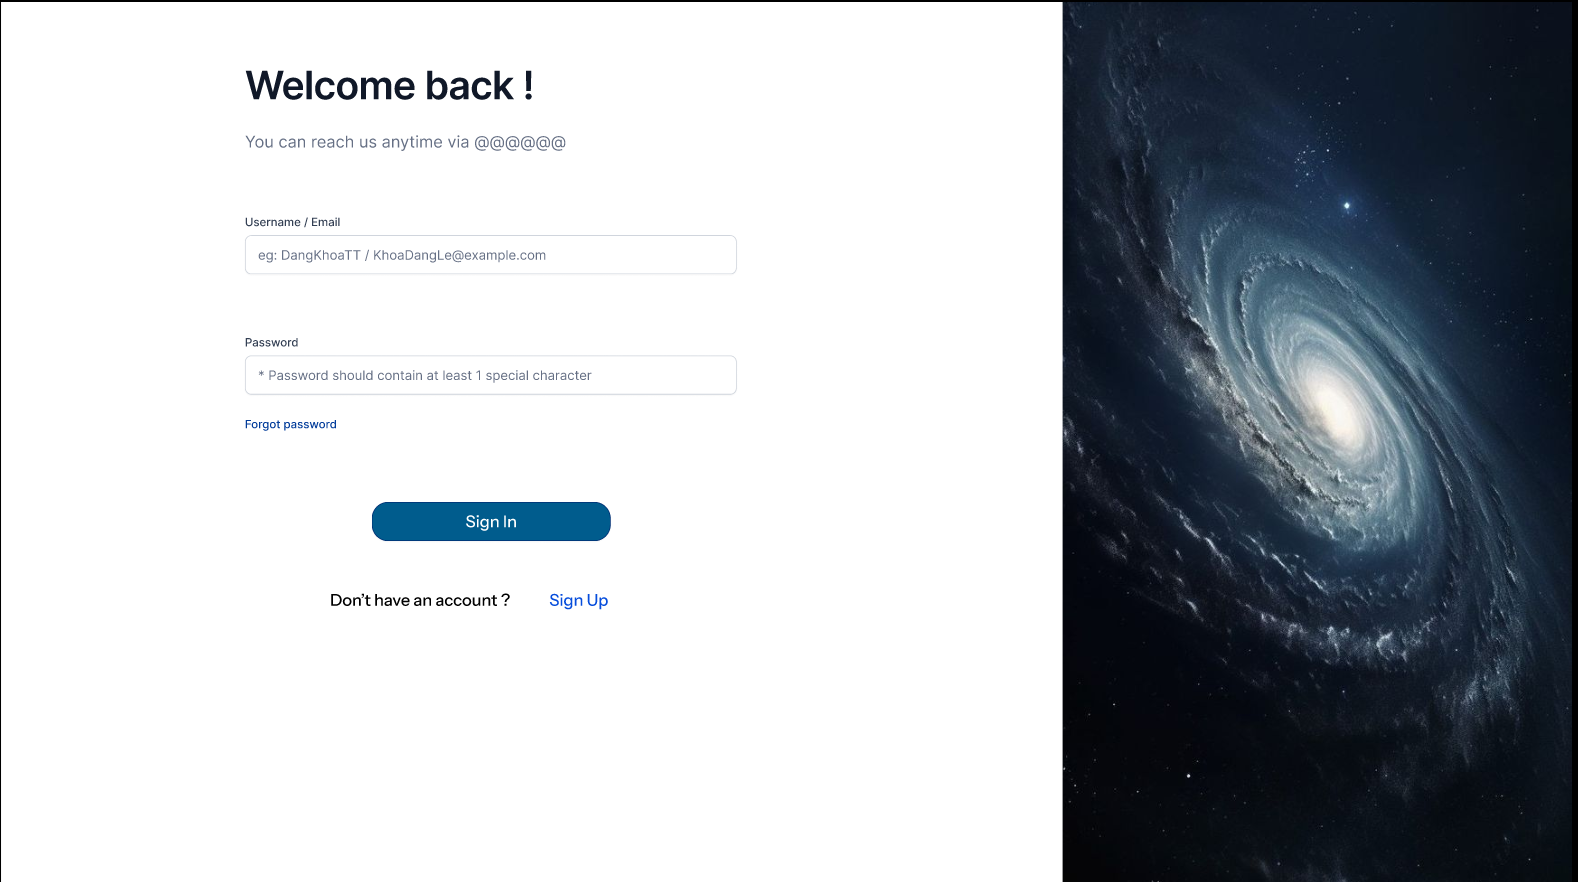 Welcome back !
You can reach us anytime via @@@@@@
Username / Email
eg: DangKhoaTT / KhoaDangLe@example.com
Password
* Password should contain at least 1 special character
Forgot password
Sign In
Don’t have an account ? Sign Up